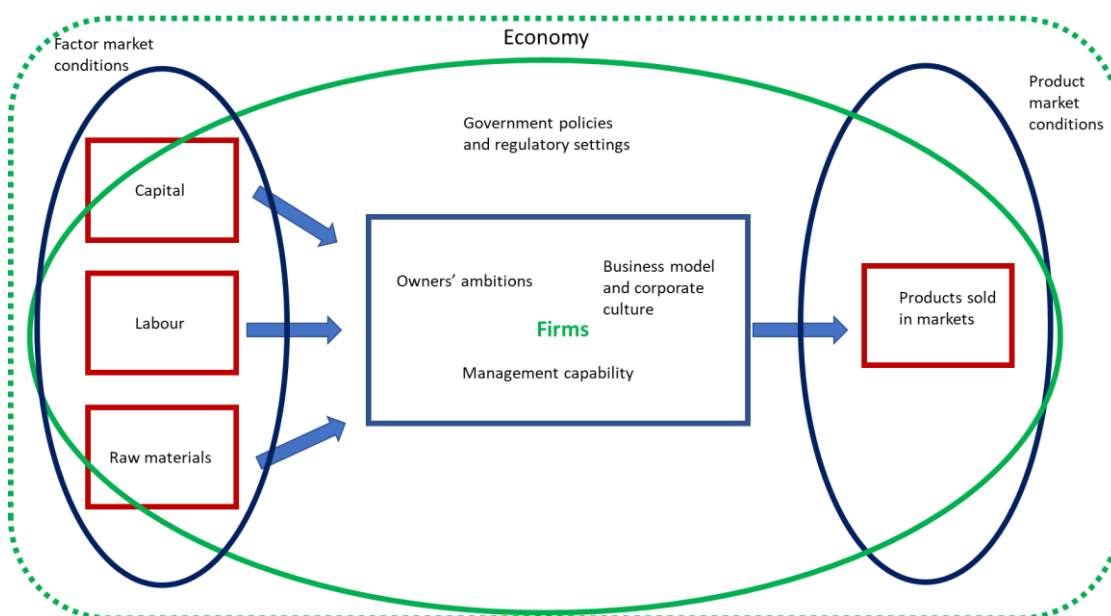 Economy
Factor market
conditions
Product
market
conditions
Government policies
and regulatory settings
Capital
Labour
Raw materials
Owners’ ambitions
Business model
and corporate
culture
Firms
Management capability
Products sold
in markets